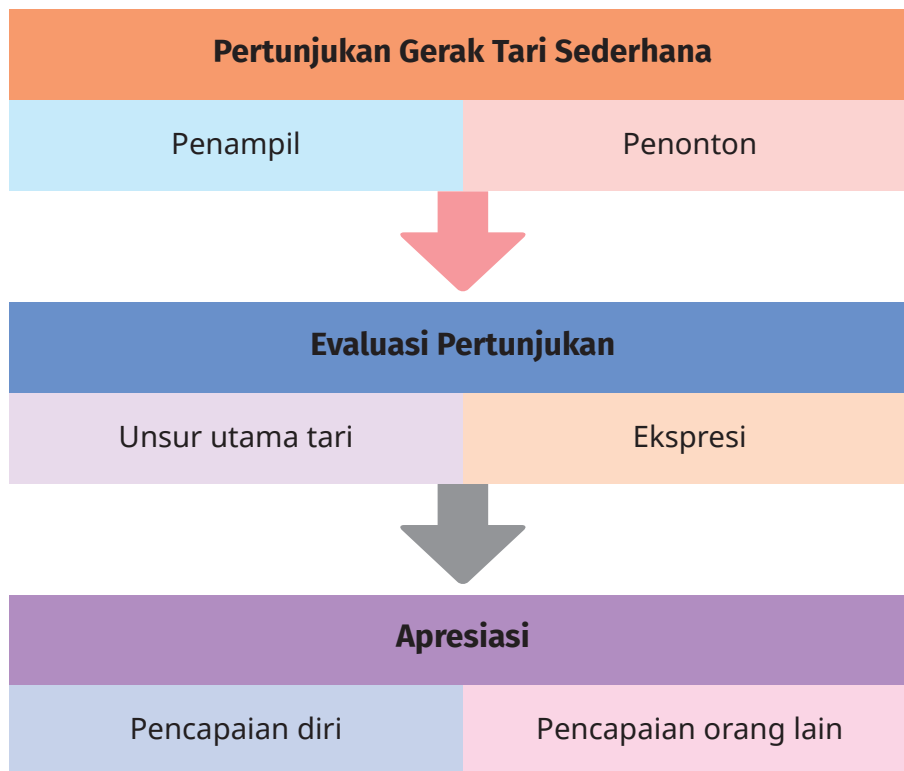 Pertunjukan Gerak Tari Sederhana
Penampil
Penonton
Evaluasi Pertunjukan
Unsur utama tari
Ekspresi
Apresiasi
Pencapaian diri
Pencapaian orang lain